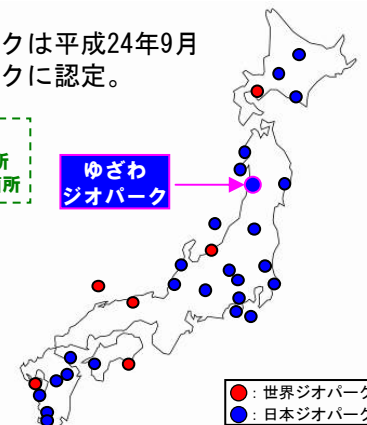 クは平成24年9月
クに認定。
所
箇所
ゆざわ
ジオパーク
：世界ジオパーク
：日本ジオパーク